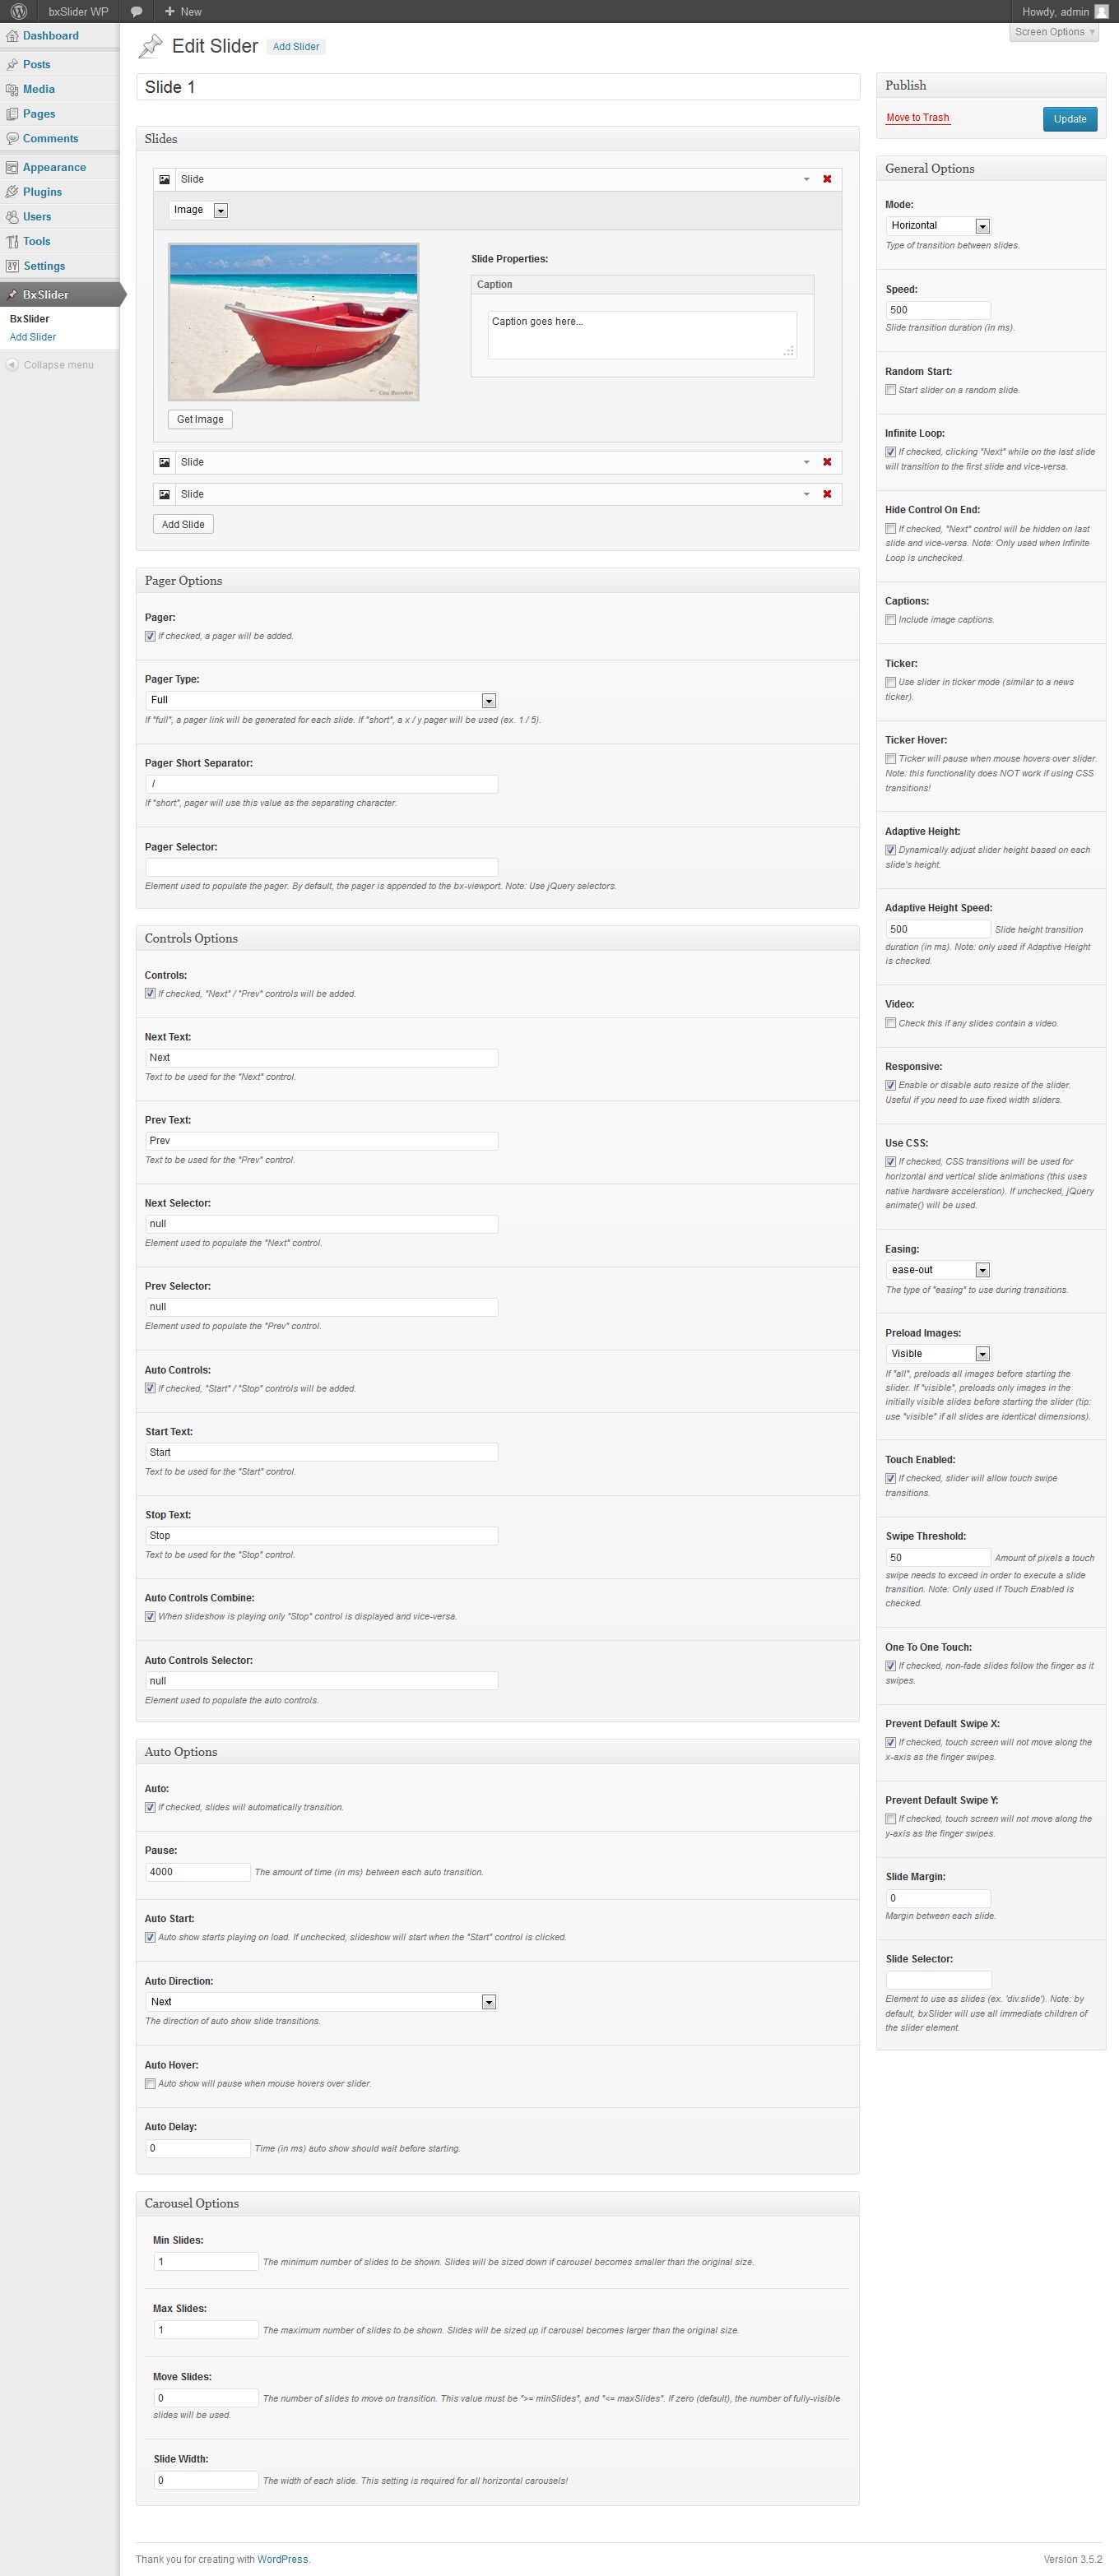 bxSlider WP
New
Howdy, admin
Screen Options
Dashboard
Posts
Media
Pages
Comments
Appearance
Plugins
Users
Tools
Settings
BxSlider
BxSlider
Add Slider
Collapse menu
Edit Slider Add Slider
Slide 1
Slides
Slide
Image
Slide Properties:
Caption
Caption goes here...
Get Image
Slide
Slide
Add Slide
Pager Options
Pager:
If checked, a pager will be added.
Pager Type:
Full
If "full", a pager link will be generated for each slide. If "short", a x / y pager will be used (ex. 1 / 5).
Pager Short Separator:
/
If "short", pager will use this value as the separating character.
Pager Selector:
Element used to populate the pager. By default, the pager is appended to the bx-viewport. Note: Use jQuery selectors.
Controls Options
Controls:
If checked, "Next" / "Prev" controls will be added.
Next Text:
Next
Text to be used for the "Next" control.
Prev Text:
Prev
Text to be used for the "Prev" control.
Next Selector:
null
Element used to populate the "Next" control.
Prev Selector:
null
Element used to populate the "Prev" control.
Auto Controls:
If checked, "Start" / "Stop" controls will be added.
Start Text:
Start
Text to be used for the "Start" control.
Stop Text:
Stop
Text to be used for the "Stop" control.
Auto Controls Combine:
When slideshow is playing only "Stop" control is displayed and vice-versa.
Auto Controls Selector:
null
Element used to populate the auto controls.
Auto Options
Auto:
If checked, slides will automatically transition.
Pause:
4000 The amount of time (in ms) between each auto transition.
Auto Start:
Auto show starts playing on load. If unchecked, slideshow will start when the "Start" control is clicked.
Auto Direction:
Next
The direction of auto show slide transitions.
Auto Hover:
Auto show will pause when mouse hovers over slider.
Auto Delay:
0 Time (in ms) auto show should wait before starting.
Carousel Options
Min Slides:
1 The minimum number of slides to be shown. Slides will be sized down if carousel becomes smaller than the original size.
Max Slides:
1 The maximum number of slides to be shown. Slides will be sized up if carousel becomes larger than the original size.
Move Slides:
0 The number of slides to move on transition. This value must be ">= minSlides", and "<= maxSlides". If zero (default), the number of fully-visible
slides will be used.
Slide Width:
0 The width of each slide. This setting is required for all horizontal carousels!
Publish
Move to Trash
Update
General Options
Mode:
Horizontal
Type of transition between slides.
Speed:
500
Slide transition duration (in ms).
Random Start:
Start slider on a random slide.
Infinite Loop:
If checked, clicking "Next" while on the last slide
will transition to the first slide and vice-versa.
Hide Control On End:
If checked, "Next" control will be hidden on last
slide and vice-versa. Note: Only used when Infinite
Loop is unchecked.
Captions:
Include image captions.
Ticker:
Use slider in ticker mode (similar to a news
ticker).
Ticker Hover:
Ticker will pause when mouse hovers over slider.
Note: this functionality does NOT work if using CSS
transitions!
Adaptive Height:
Dynamically adjust slider height based on each
slide's height.
Adaptive Height Speed:
500 Slide height transition
duration (in ms). Note: only used if Adaptive Height
is checked.
Video:
Check this if any slides contain a video.
Responsive:
Enable or disable auto resize of the slider.
Useful if you need to use fixed width sliders.
Use CSS:
If checked, CSS transitions will be used for
horizontal and vertical slide animations (this uses
native hardware acceleration). If unchecked, jQuery
animate() will be used.
Easing:
ease-out
The type of "easing" to use during transitions.
Preload Images:
Visible
If "all", preloads all images before starting the
slider. If "visible", preloads only images in the
initially visible slides before starting the slider (tip:
use "visible" if all slides are identical dimensions).
Touch Enabled:
If checked, slider will allow touch swipe
transitions.
Swipe Threshold:
50 Amount of pixels a touch
swipe needs to exceed in order to execute a slide
transition. Note: Only used if Touch Enabled is
checked.
One To One Touch:
If checked, non-fade slides follow the finger as it
swipes.
Prevent Default Swipe X:
If checked, touch screen will not move along the
x-axis as the finger swipes.
Prevent Default Swipe Y:
If checked, touch screen will not move along the
y-axis as the finger swipes.
Slide Margin:
0
Margin between each slide.
Slide Selector:
Element to use as slides (ex. 'div.slide'). Note: by
default, bxSlider will use all immediate children of
the slider element.
Thank you for creating with WordPress.
Version 3.5.2